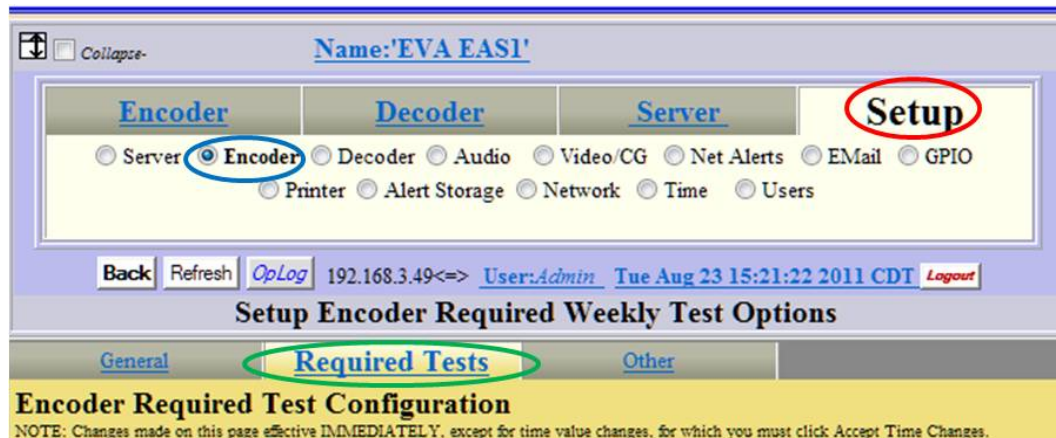 Collapse- Name:'EVA EAS1'
Encoder Decoder Server Setup
Server Encoder Decoder Audio Video/CG Net Alerts EMail GPIO
Printer Alert Storage Network Time Users
Back Refresh OpLog 192.168.3.49<=> User:Admin Tue Aug 23 15:21:22 2011 CDT Logout
Setup Encoder Required Weekly Test Options
General Required Tests Other
Encoder Required Test Configuration
NOTE: Changes made on this page effective IMMEDIATELY, except for time value changes, for which you must click Accept Time Changes.